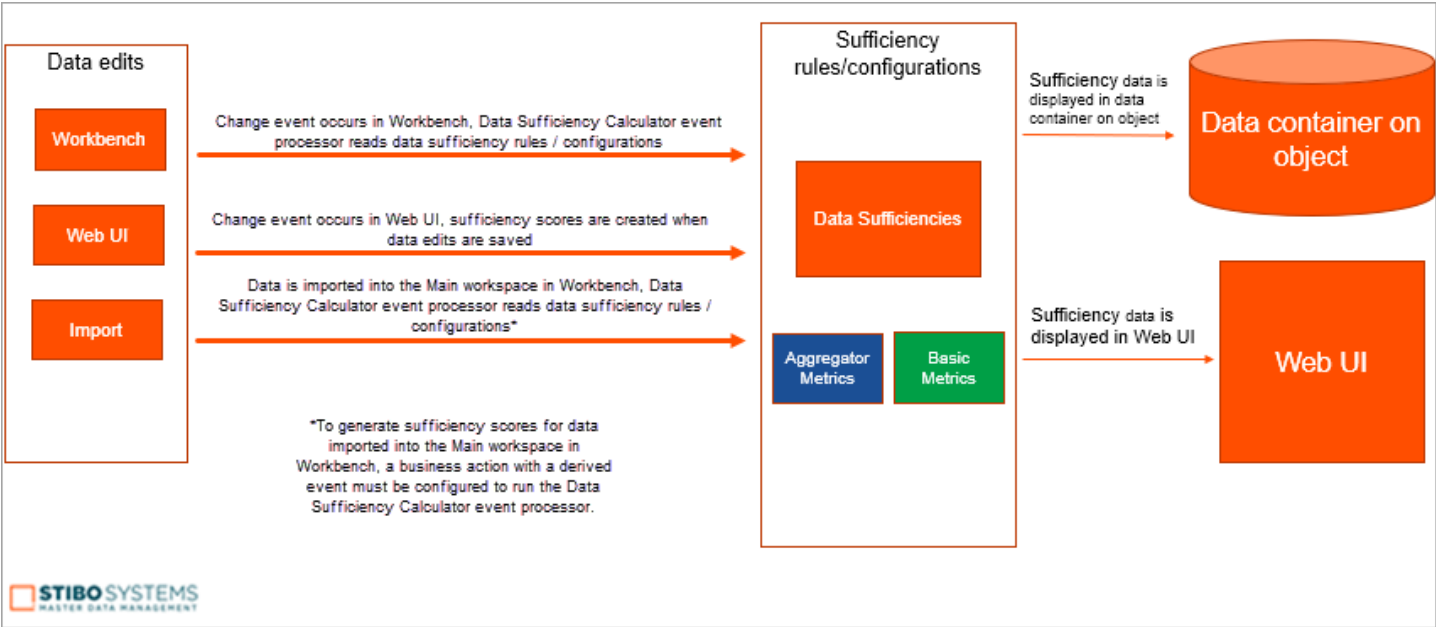 Data edits
Workbench
Web UI
Import
Change event occurs in Workbench, Data Sufficiency Calculator event
processor reads data sufficiency rules / configurations
Change event occurs in Web UI, sufficiency scores are created when
data edits are saved
Data is imported into the Main workspace in Workbench, Data
Sufficiency Calculator event processor reads data sufficiency rules /
configurations*
*To generate sufficiency scores for data
imported into the Main workspace in
Workbench, a business action with a derived
event must be configured to run the Data
Sufficiency Calculator event processor.
Sufficiency
rules/configurations
Data Sufficiencies
Aggregator
Metrics
Basic
Metrics
Sufficiency data is
displayed in data
container on object
Data container on
object
Sufficiency data is
displayed in Web UI
Web UI
STIBO SYSTEMS
MASTER DATA MANAGEMENT